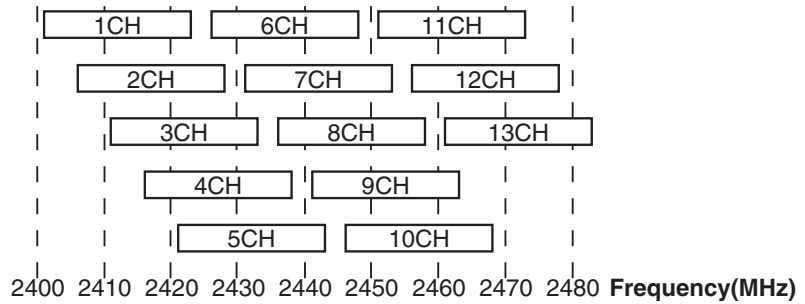 1CH 6CH 11CH
2CH 7CH 12CH
3CH 8CH 13CH
4CH 9CH
5CH 10CH
2400 2410 2420 2430 2440 2450 2460 2470 2480 Frequency(MHz)